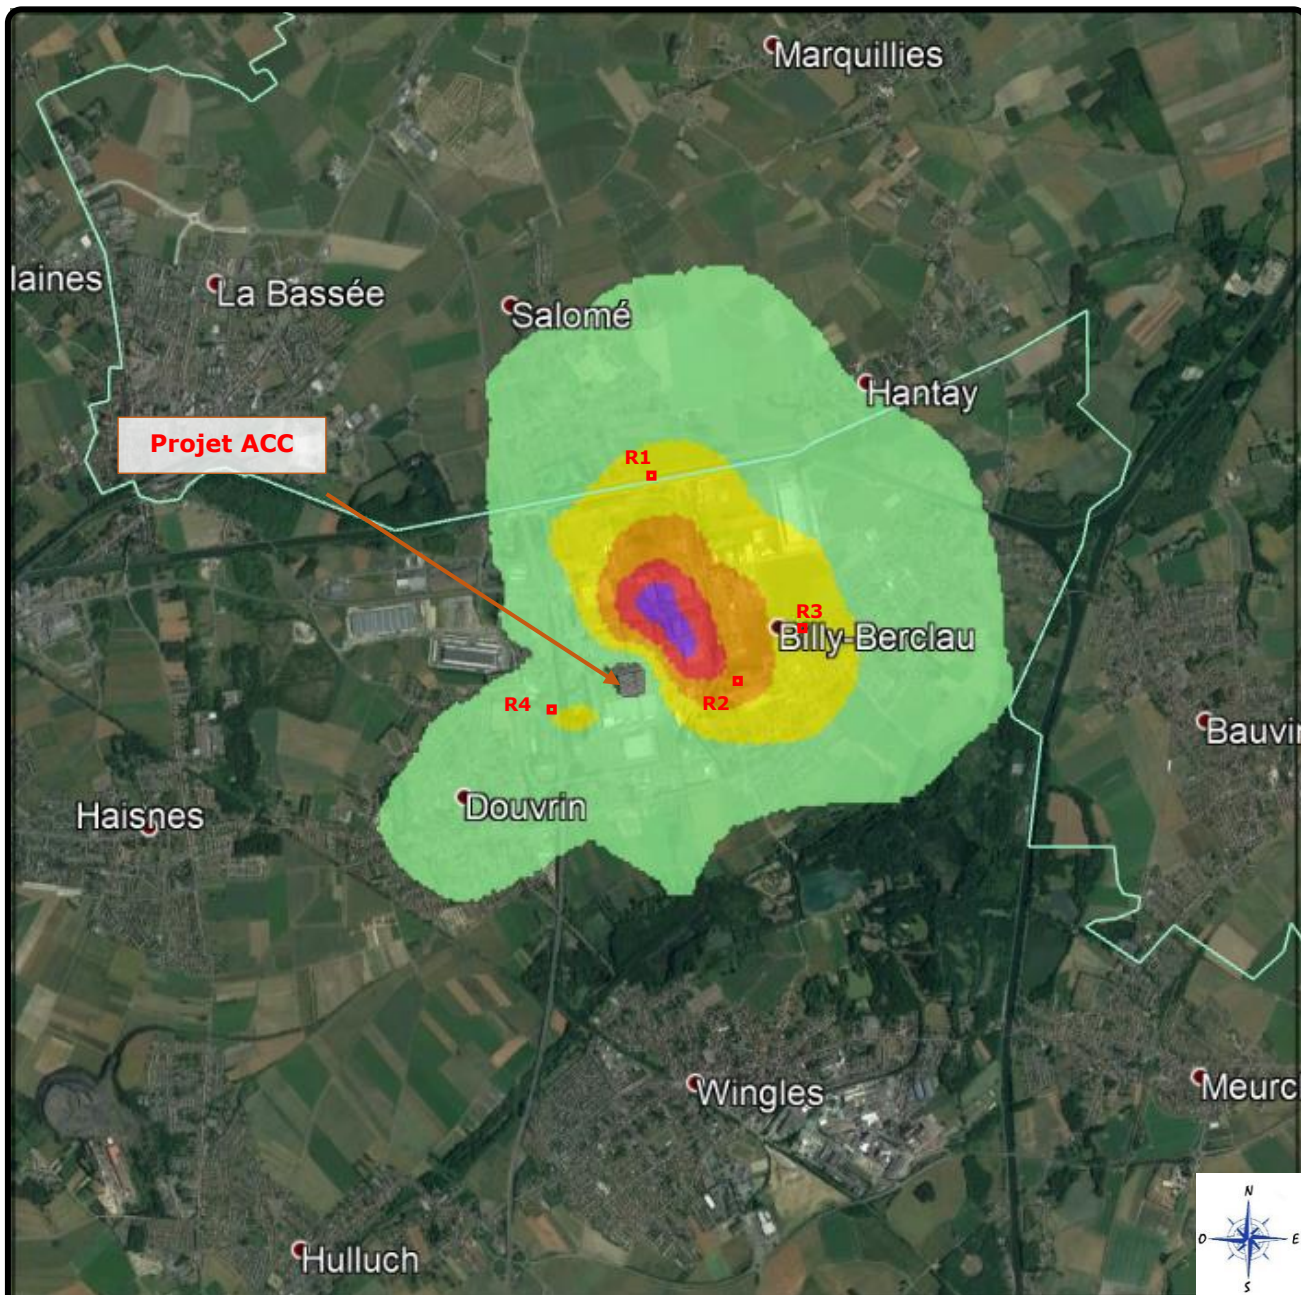 Marquillies
laines
La Bassée
Salomé
Hantay
Projet ACC
R1
R3
Billy-Berclau
R2
R4
Bauvin
Douvrin
Haisnes
Wingles
Meurc
Hulluch
N
O
E
S